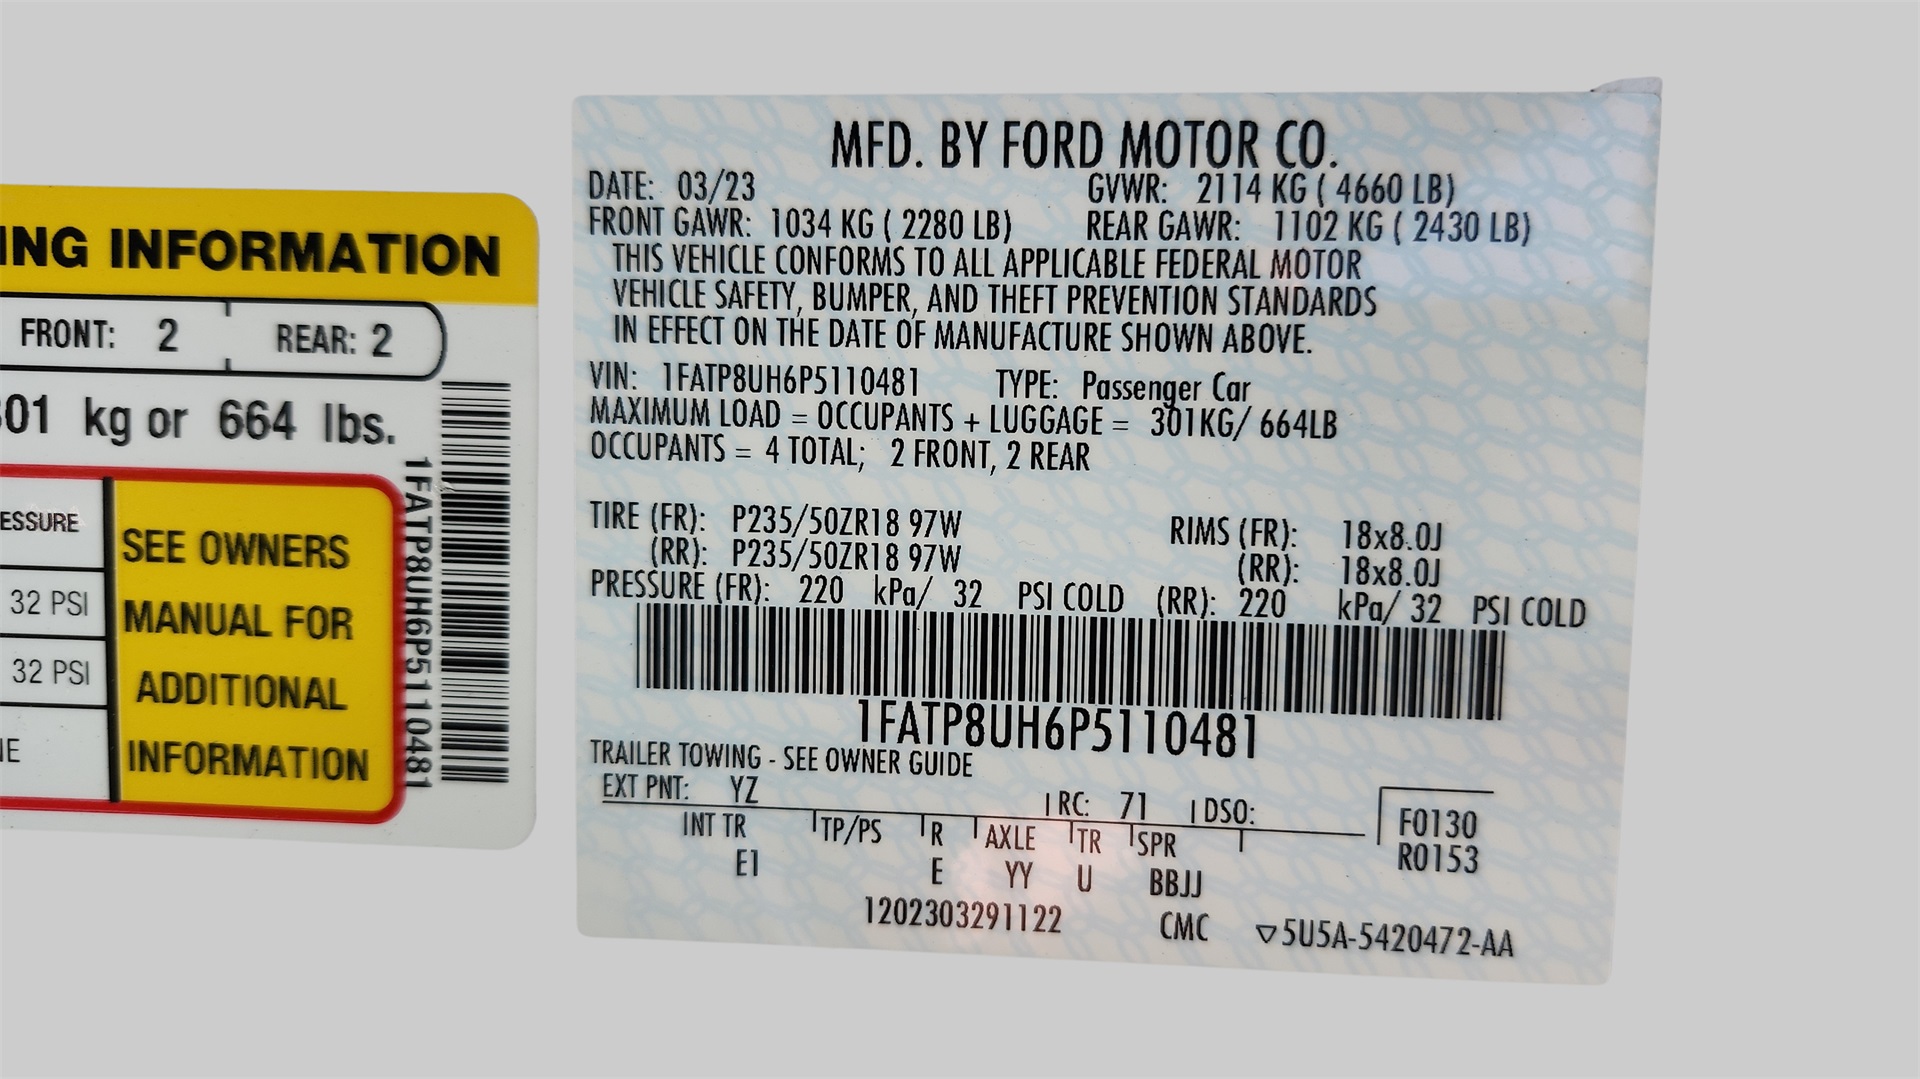 ING INFORMATION
FRONT: 2 REAR: 2
301 kg or 664 lbs.
ESSURE
32 PSI
32 PSI
NE
SEE OWNERS
MANUAL FOR
ADDITIONAL
INFORMATION
1FATP8UH6P5110481
MFD. BY FORD MOTOR CO.
DATE: 03/23 GVWR: 2114 KG ( 4660 LB)
FRONT GAWR: 1034 KG ( 2280 LB) REAR GAWR: 1102 KG ( 2430 LB)
THIS VEHICLE CONFORMS TO ALL APPLICABLE FEDERAL MOTOR
VEHICLE SAFETY, BUMPER, AND THEFT PREVENTION STANDARDS
IN EFFECT ON THE DATE OF MANUFACTURE SHOWN ABOVE.
VIN: 1FATP8UH6P5110481 TYPE: Passenger Car
MAXIMUM LOAD = OCCUPANTS + LUGGAGE = 301KG/ 664LB
OCCUPANTS = 4 TOTAL; 2 FRONT, 2 REAR
TIRE (FR): P235/50ZR18 97W RIMS (FR): 18x8.0J
(RR): P235/50ZR18 97W (RR): 18x8.0J
PRESSURE (FR): 220 kPa/ 32 PSI COLD (RR): 220 kPa/ 32 PSI COLD
1FATP8UH6P5110481
TRAILER TOWING - SEE OWNER GUIDE
EXT PNT: YZ RC: 71 DSO:
INT TR TP/PS R AXLE TR SPR
E1 E YY U BBJJ
F0130
R0153
1202303291122 CMC ▽5U5A-5420472-AA